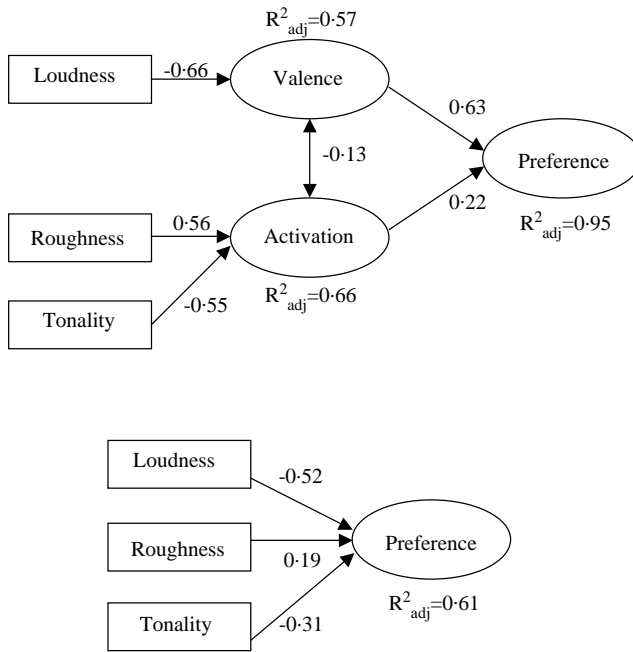 R²adj=0·57
Loudness
-0·66
Valence
0·63
-0·13
Preference
Roughness
0·56
Activation
0·22
R²adj=0·95
-0·55
R²adj=0·66
Tonality
Loudness
-0·52
Roughness
0·19
Preference
R²adj=0·61
Tonality
-0·31